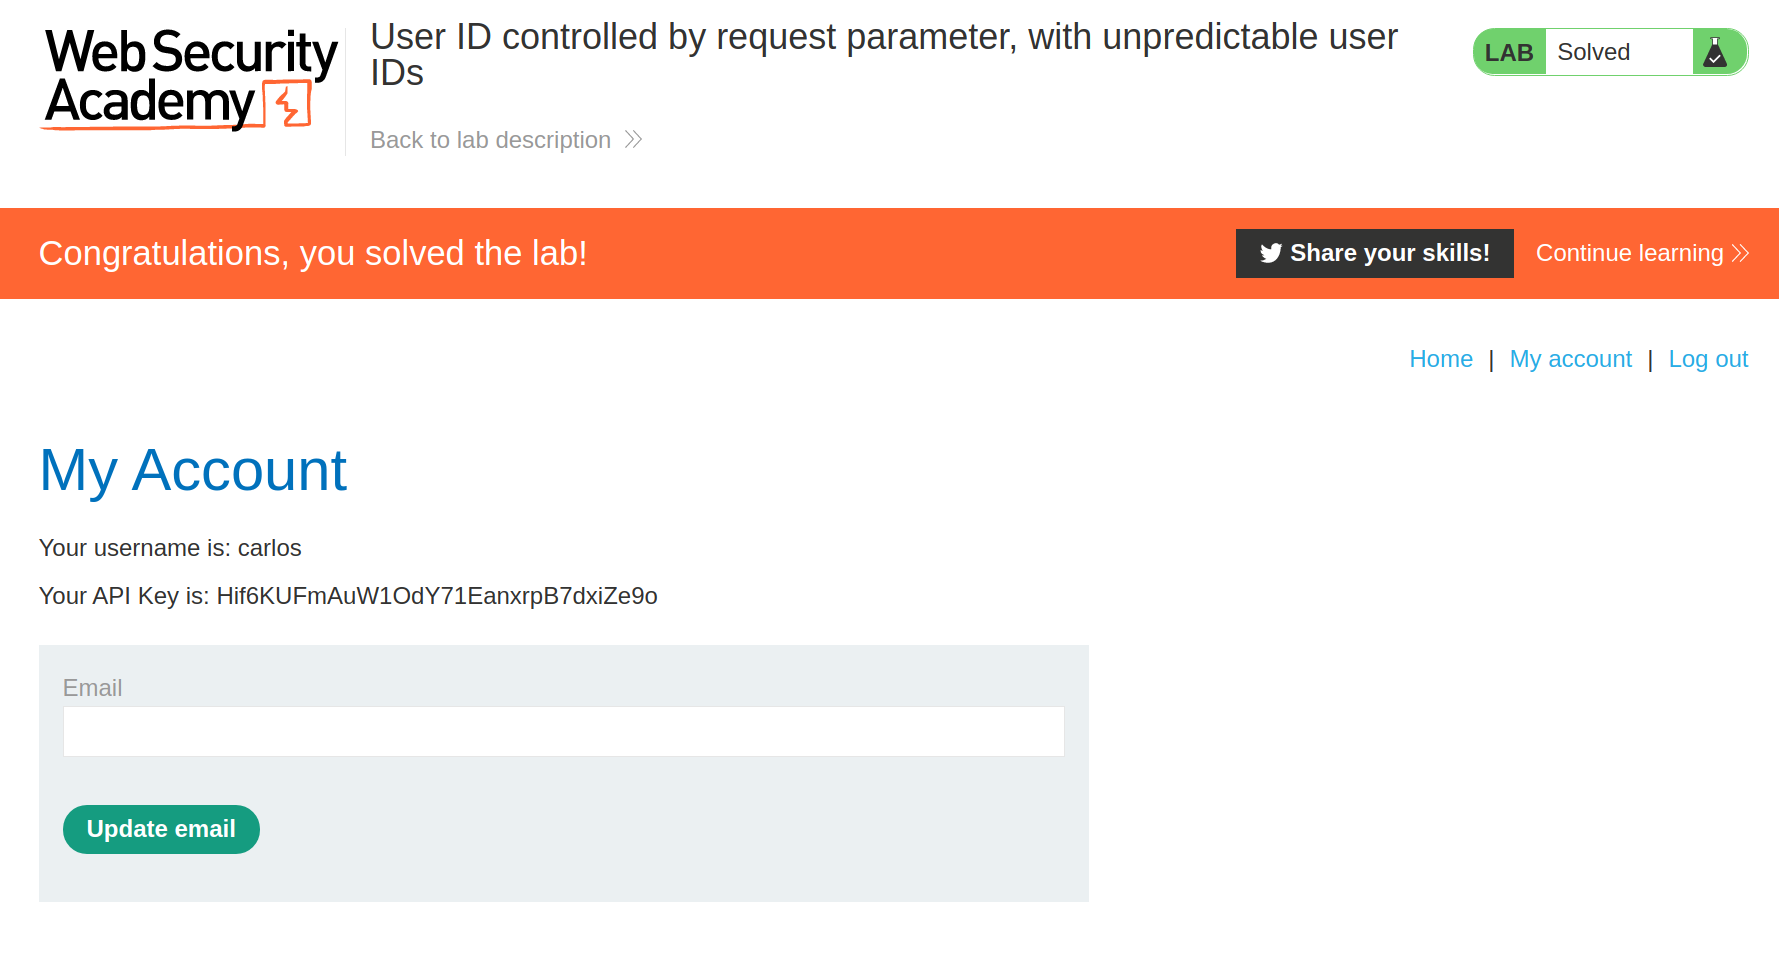 Web Security
Academy
User ID controlled by request parameter, with unpredictable user
IDs
Back to lab description
LAB Solved
Congratulations, you solved the lab!
Share your skills! Continue learning
Home | My account | Log out
My Account
Your username is: carlos
Your API Key is: Hif6KUFmAuW1OdY71EanxrpB7dxiZe9o
Email
Update email